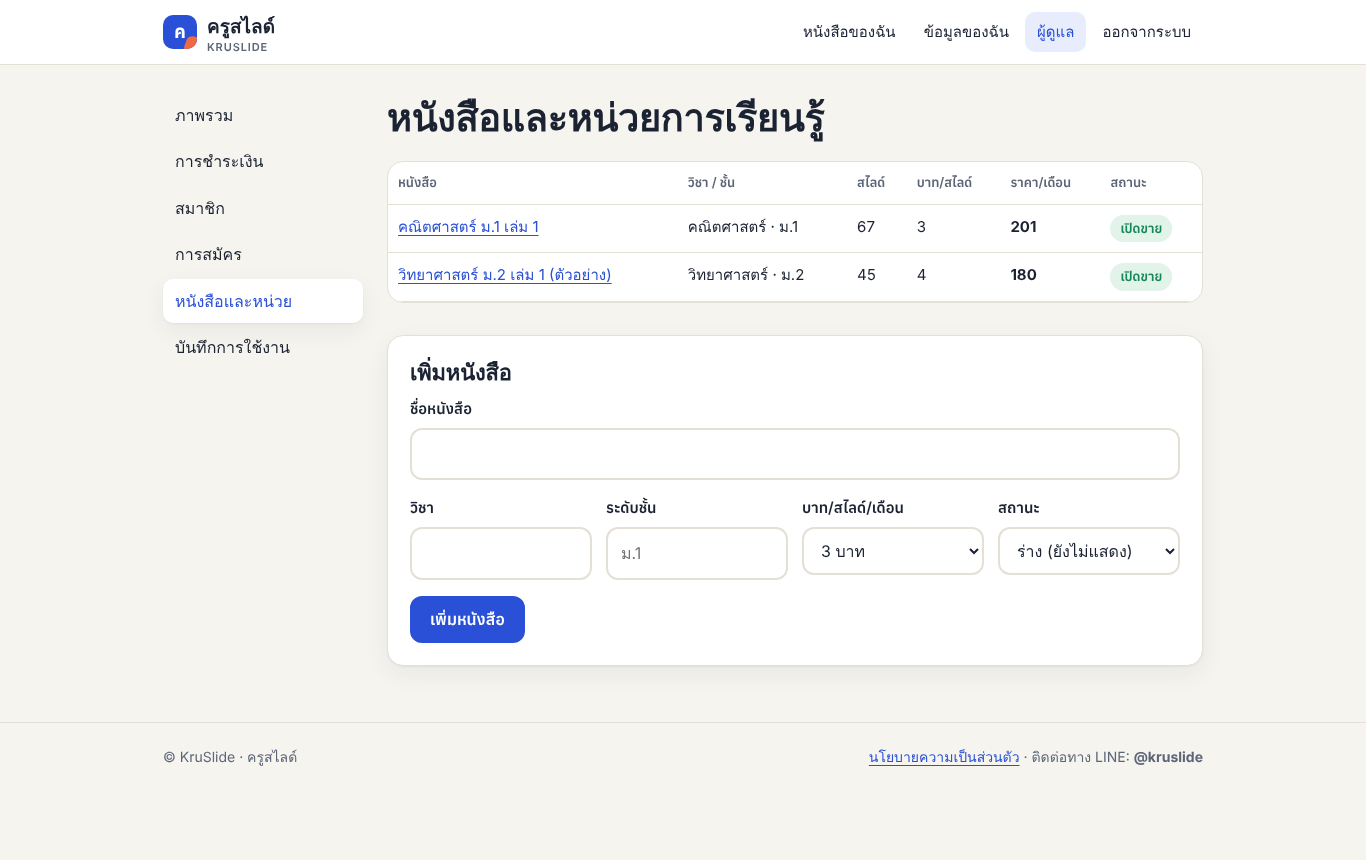 ค ครูสไลด์
KRUSLIDE
หนังสือของฉัน ข้อมูลของฉัน ผู้ดูแล ออกจากระบบ
ภาพรวม
การชำระเงิน
สมาชิก
การสมัคร
หนังสือและหน่วย
บันทึกการใช้งาน
หนังสือและหน่วยการเรียนรู้
หนังสือ วิชา / ชั้น สไลด์ บาท/สไลด์ ราคา/เดือน สถานะ
คณิตศาสตร์ ม.1 เล่ม 1 คณิตศาสตร์ · ม.1 67 3 201 เปิดขาย
วิทยาศาสตร์ ม.2 เล่ม 1 (ตัวอย่าง) วิทยาศาสตร์ · ม.2 45 4 180 เปิดขาย
เพิ่มหนังสือ
ชื่อหนังสือ
วิชา ระดับชั้น บาท/สไลด์/เดือน สถานะ
ม.1 3 บาท ร่าง (ยังไม่แสดง)
เพิ่มหนังสือ
© KruSlide · ครูสไลด์ นโยบายความเป็นส่วนตัว · ติดต่อทาง LINE: @kruslide